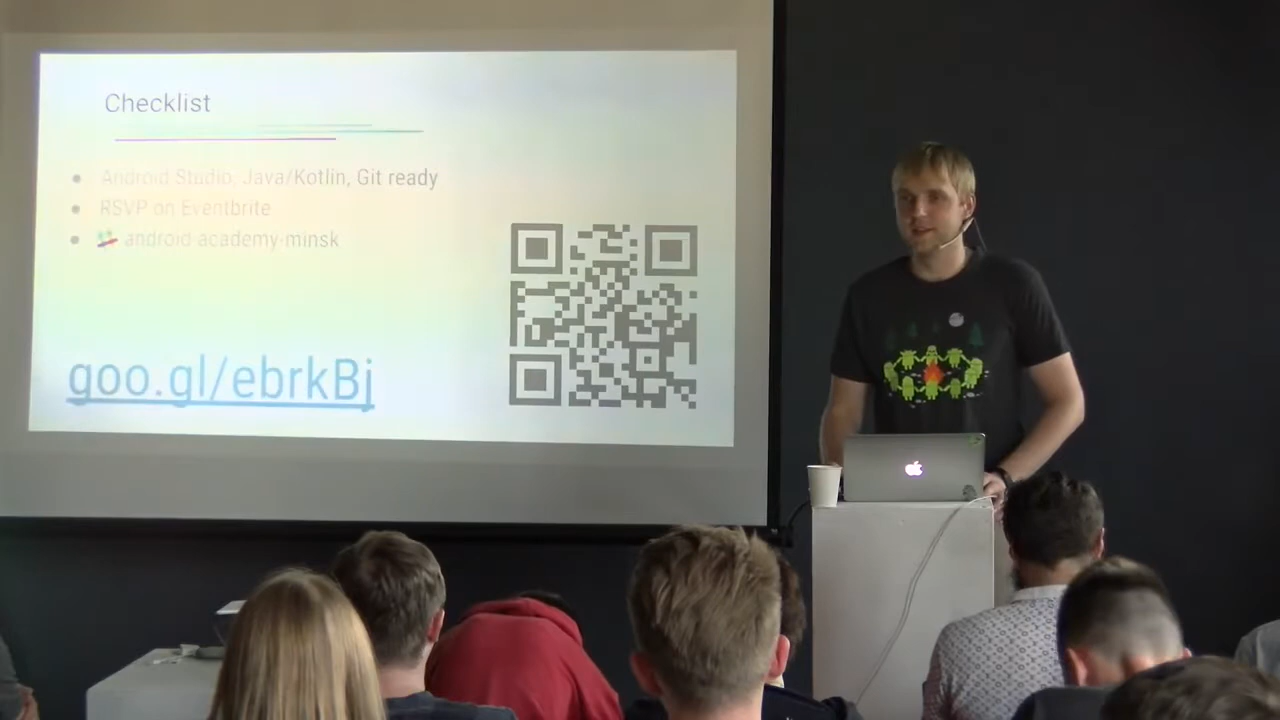 Checklist
Android Studio, Java/Kotlin, Git ready
RSVP on Eventbrite
android-academy-minsk
goo.gl/ebrkBj